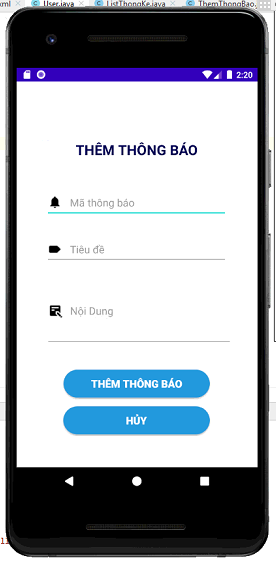 User.java
ListThongKe.java
ThemThongBao.
2:20
THÊM THÔNG BÁO
Mã thông báo
Tiêu đề
Nội Dung
THÊM THÔNG BÁO
HỦY